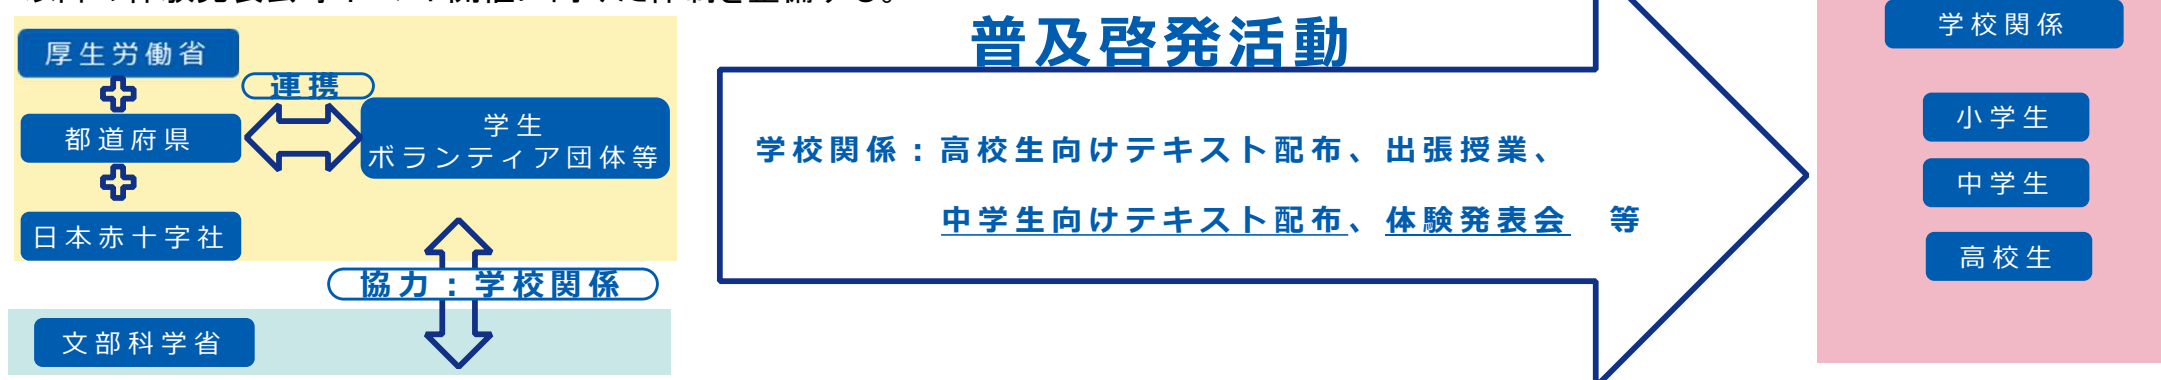 普及啓発活動
厚生労働省
連携
都道府県
学生
ボランティア団体等
日本赤十字社
協力：学校関係
文部科学省
学校関係：高校生向けテキスト配布、出張授業、
中学生向けテキスト配布、体験発表会　等
学校関係
小学生
中学生
高校生